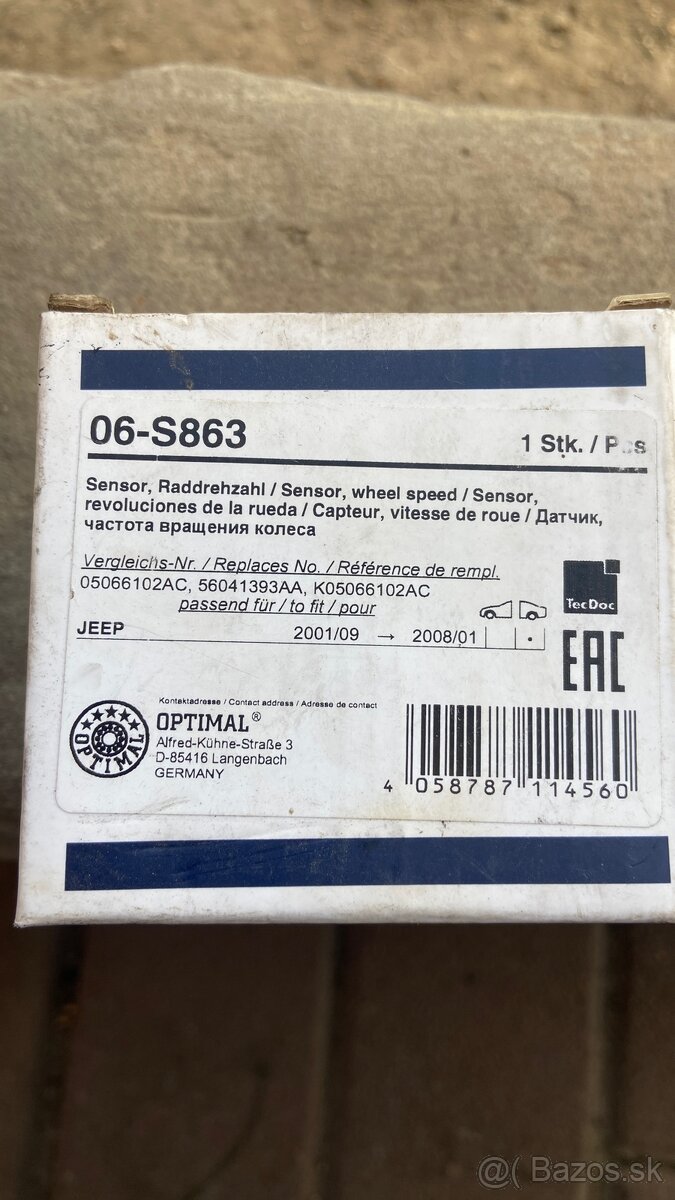 06-S863
1 Stk. / Pcs
Sensor, Raddrehzahl / Sensor, wheel speed / Sensor,
revoluciones de la rueda / Capteur, vitesse de roue / Датчик,
частота вращения колеса
Vergleichs-Nr. / Replaces No. / Référence de rempl.
05066102AC, 56041393AA, K05066102AC
passend für / to fit / pour
TecDoc
JEEP 2001/09 → 2008/01
EAC
Kontaktadresse / Contact address / Adresse de contact
OPTIMAL
OPTIMAL®
Alfred-Kühne-Straße 3
D-85416 Langenbach
GERMANY
4 058787 114560
@( Bazos.sk